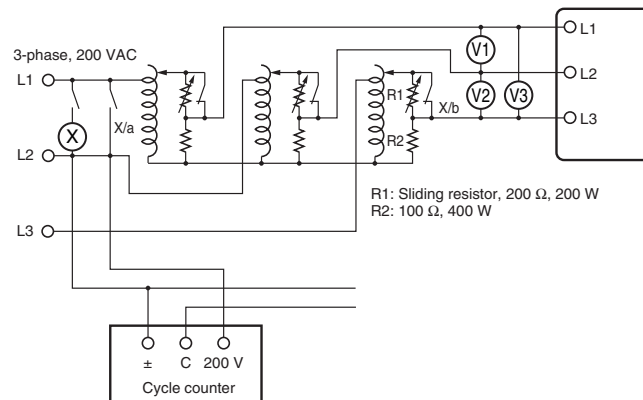 3-phase, 200 VAC
L1
L2
L3
X
X/a
R1
R2
X/b
V1
V2
V3
L1
L2
L3
R1: Sliding resistor, 200 Ω, 200 W
R2: 100 Ω, 400 W
± C 200 V
Cycle counter